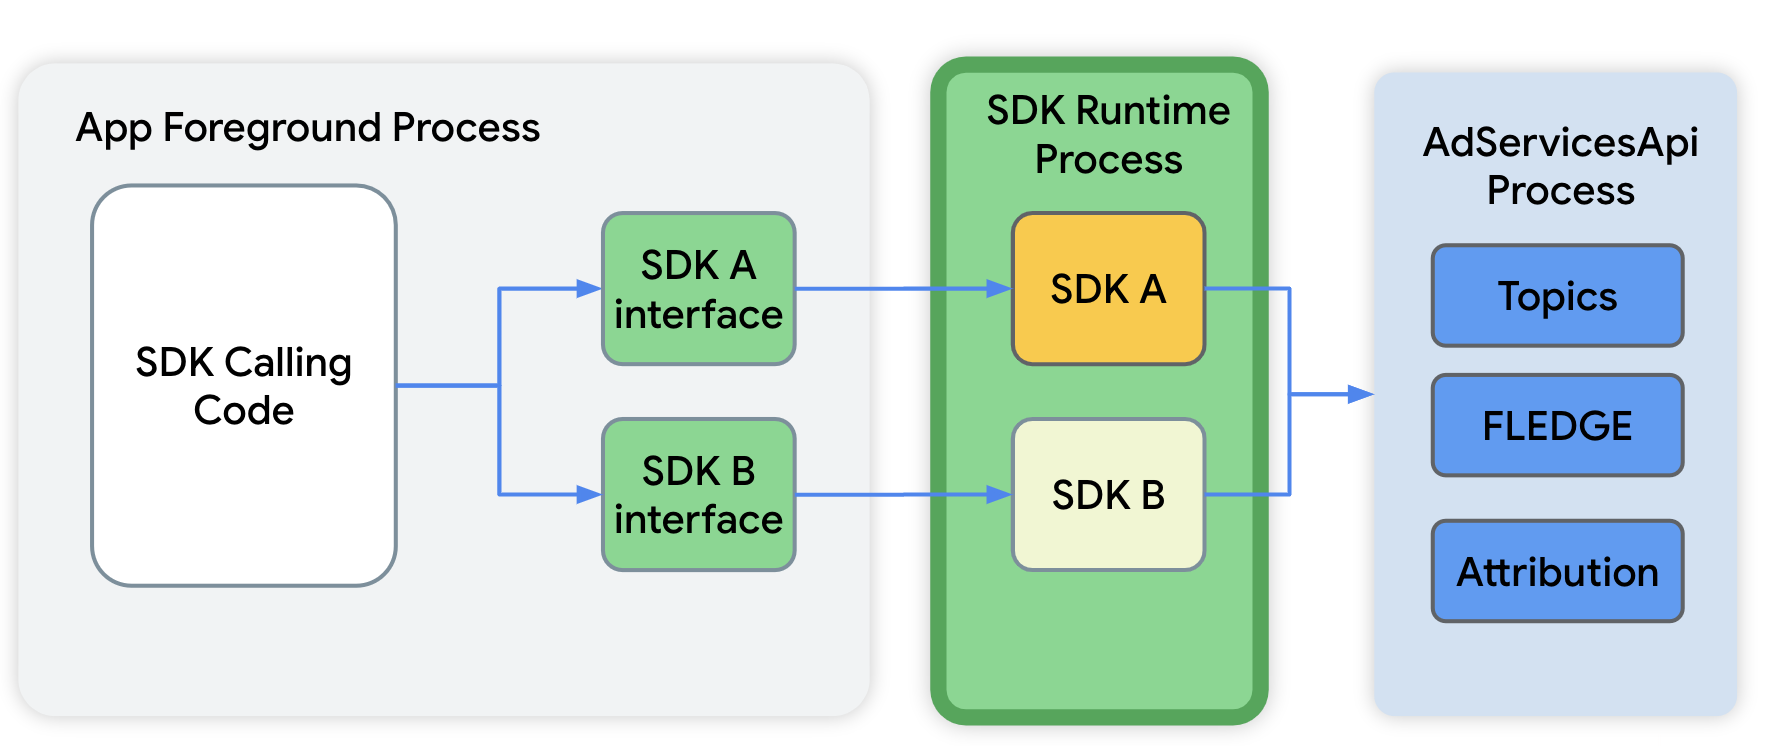 App Foreground Process
SDK Calling
Code
SDK A
interface
SDK B
interface
SDK Runtime
Process
SDK A
SDK B
AdServicesApi
Process
Topics
FLEDGE
Attribution